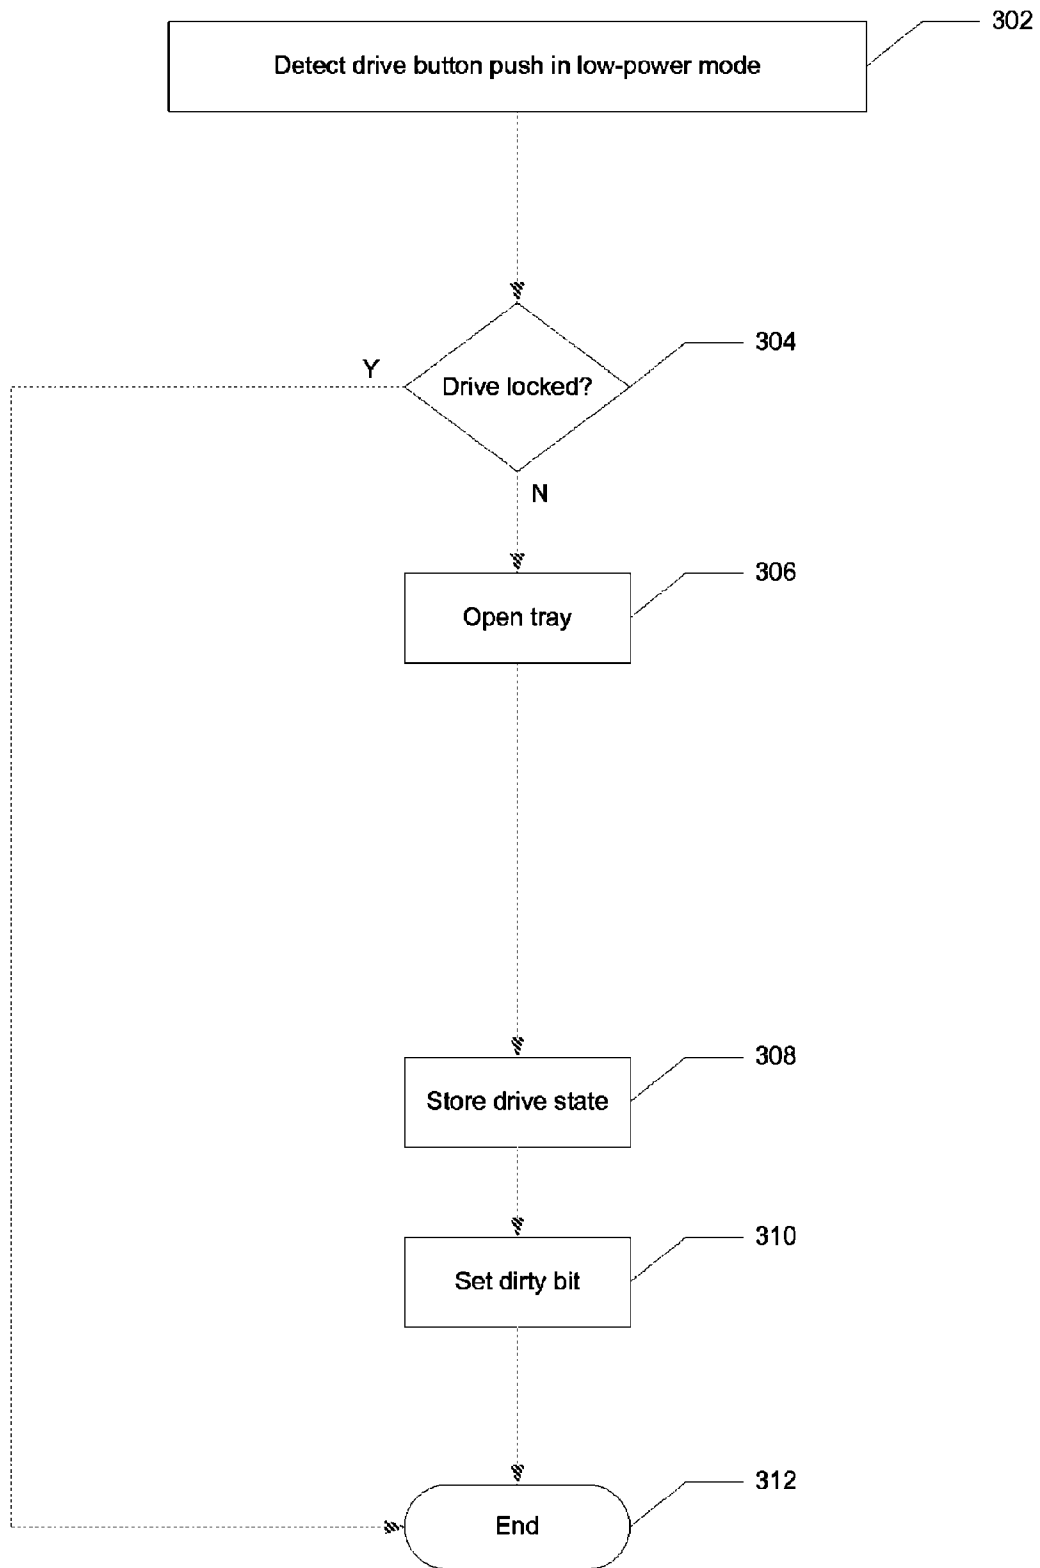 302
Detect drive button push in low-power mode
304
Y
Drive locked?
N
306
Open tray
308
Store drive state
310
Set dirty bit
312
End